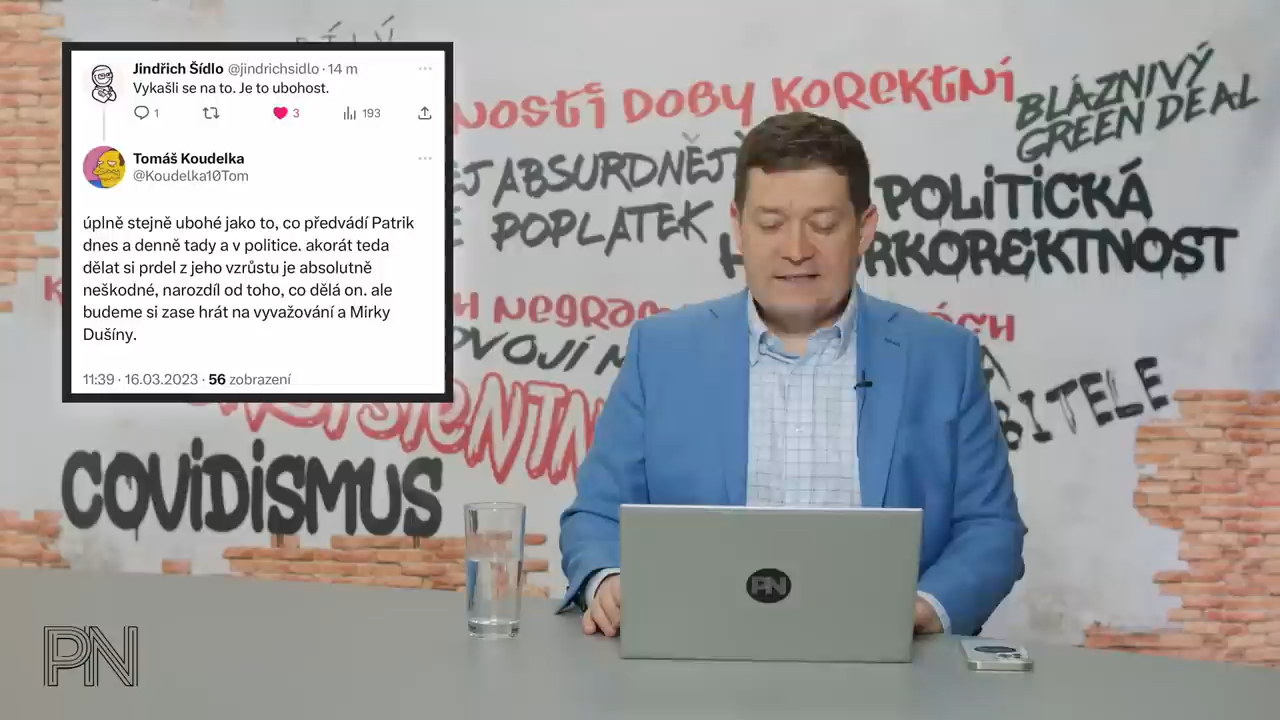 Jindřich Šídlo @jindrichsidlo · 14 m
Vykašli se na to. Je to ubohost.
1 3 193
Tomáš Koudelka
@Koudelka10Tom
úplně stejně ubohé jako to, co předvádí Patrik
dnes a denně tady a v politice. akorát teda
dělat si prdel z jeho vzrůstu je absolutně
neškodné, narozdíl od toho, co dělá on. ale
budeme si zase hrát na vyvažování a Mirky
Dušíny.
11:39 · 16.03.2023 · 56 zobrazení
DOBY KOREKTNÍ
BLÁZNIVÝ
GREEN DEAL
POPLATEK
POLITICKÁ
COVIDISMUS
PN
PN